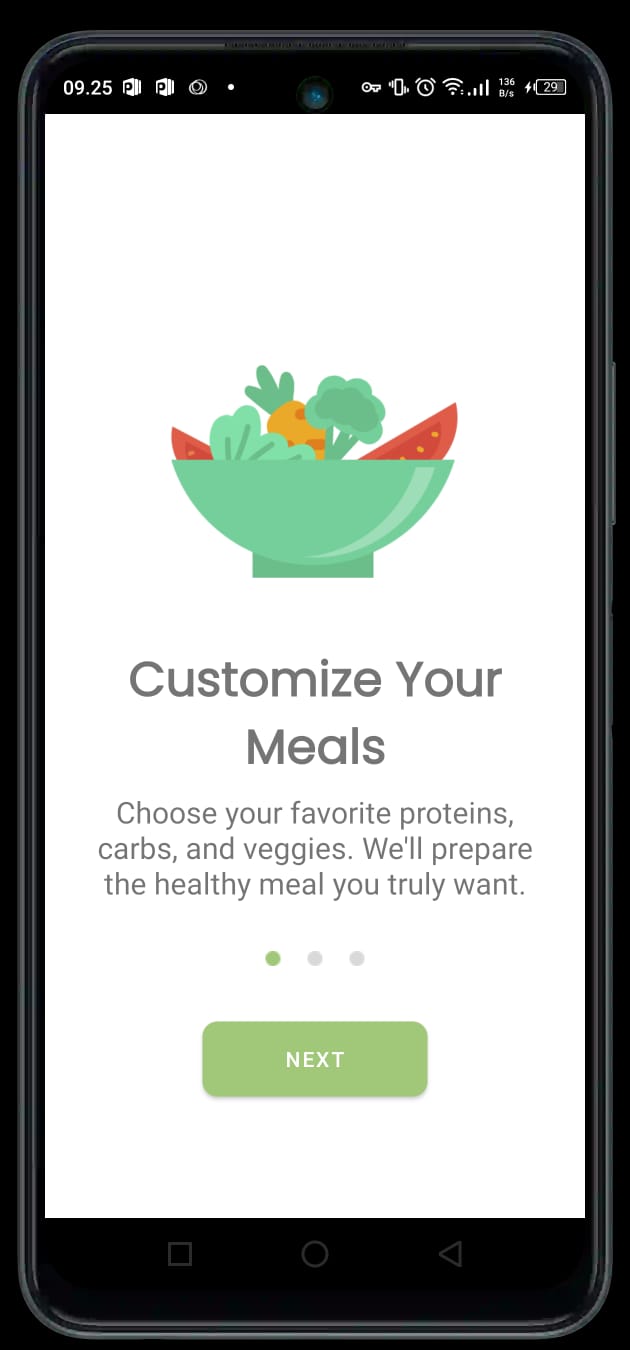 09.25 136 B/s 29
Customize Your
Meals
Choose your favorite proteins,
carbs, and veggies. We'll prepare
the healthy meal you truly want.
NEXT